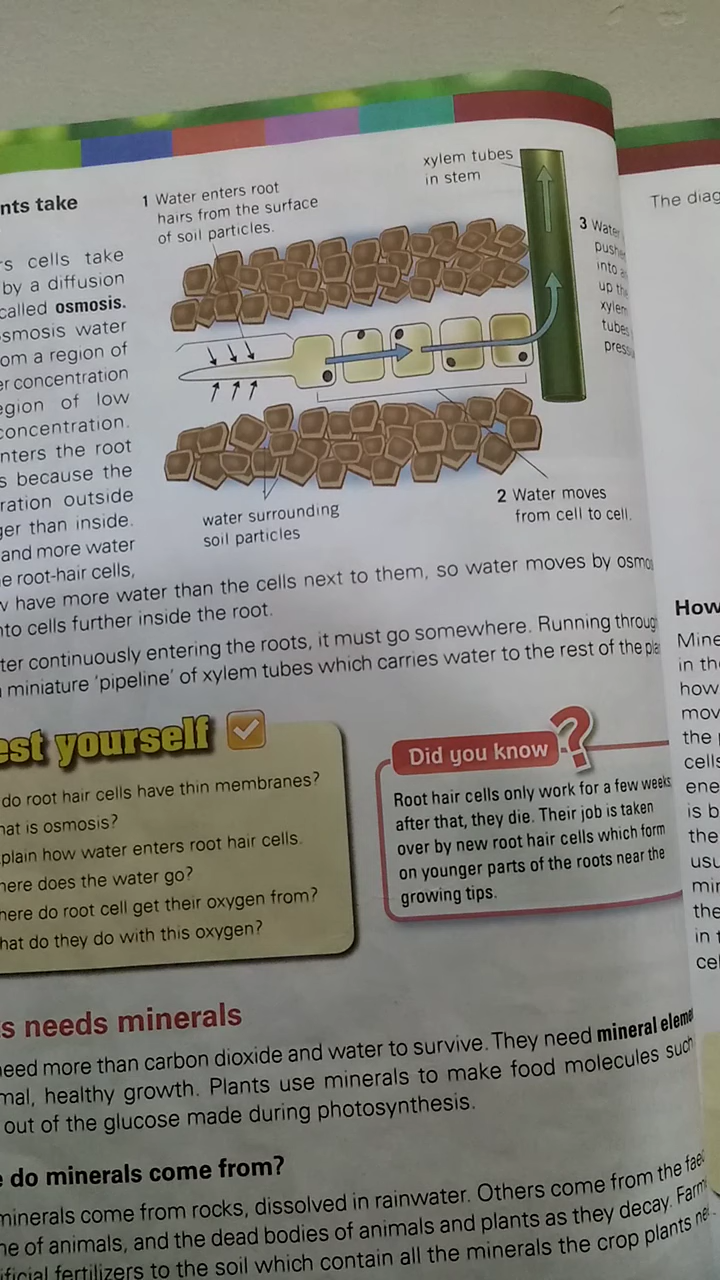 nts take
cells take
by a diffusion
called osmosis.
smosis water
om a region of
er concentration
egion of low
concentration.
nters the root
s because the
ration outside
ger than inside.
and more water
e root-hair cells,
have more water than the cells next to them, so water moves by osmo
nto cells further inside the root.
ter continuously entering the roots, it must go somewhere. Running throug
miniature 'pipeline' of xylem tubes which carries water to the rest of the pla
1 Water enters root
hairs from the surface
of soil particles.
xylem tubes
in stem
3 Water
pushe
into a
up the
xylem
tubes
press
water surrounding
soil particles
2 Water moves
from cell to cell.
est yourself
do root hair cells have thin membranes?
hat is osmosis?
plain how water enters root hair cells.
here does the water go?
here do root cell get their oxygen from?
hat do they do with this oxygen?
Did you know ?
Root hair cells only work for a few weeks
after that, they die. Their job is taken
over by new root hair cells which form
on younger parts of the roots near the
growing tips.
s needs minerals
need more than carbon dioxide and water to survive. They need mineral eleme
mal, healthy growth. Plants use minerals to make food molecules such
out of the glucose made during photosynthesis.
do minerals come from?
minerals come from rocks, dissolved in rainwater. Others come from the fae
me of animals, and the dead bodies of animals and plants as they decay. Farm
ificial fertilizers to the soil which contain all the minerals the crop plants ne
The diag
How
Mine
in the
how
mov
the
cells
ene
is b
the
usu
min
the
in t
cel